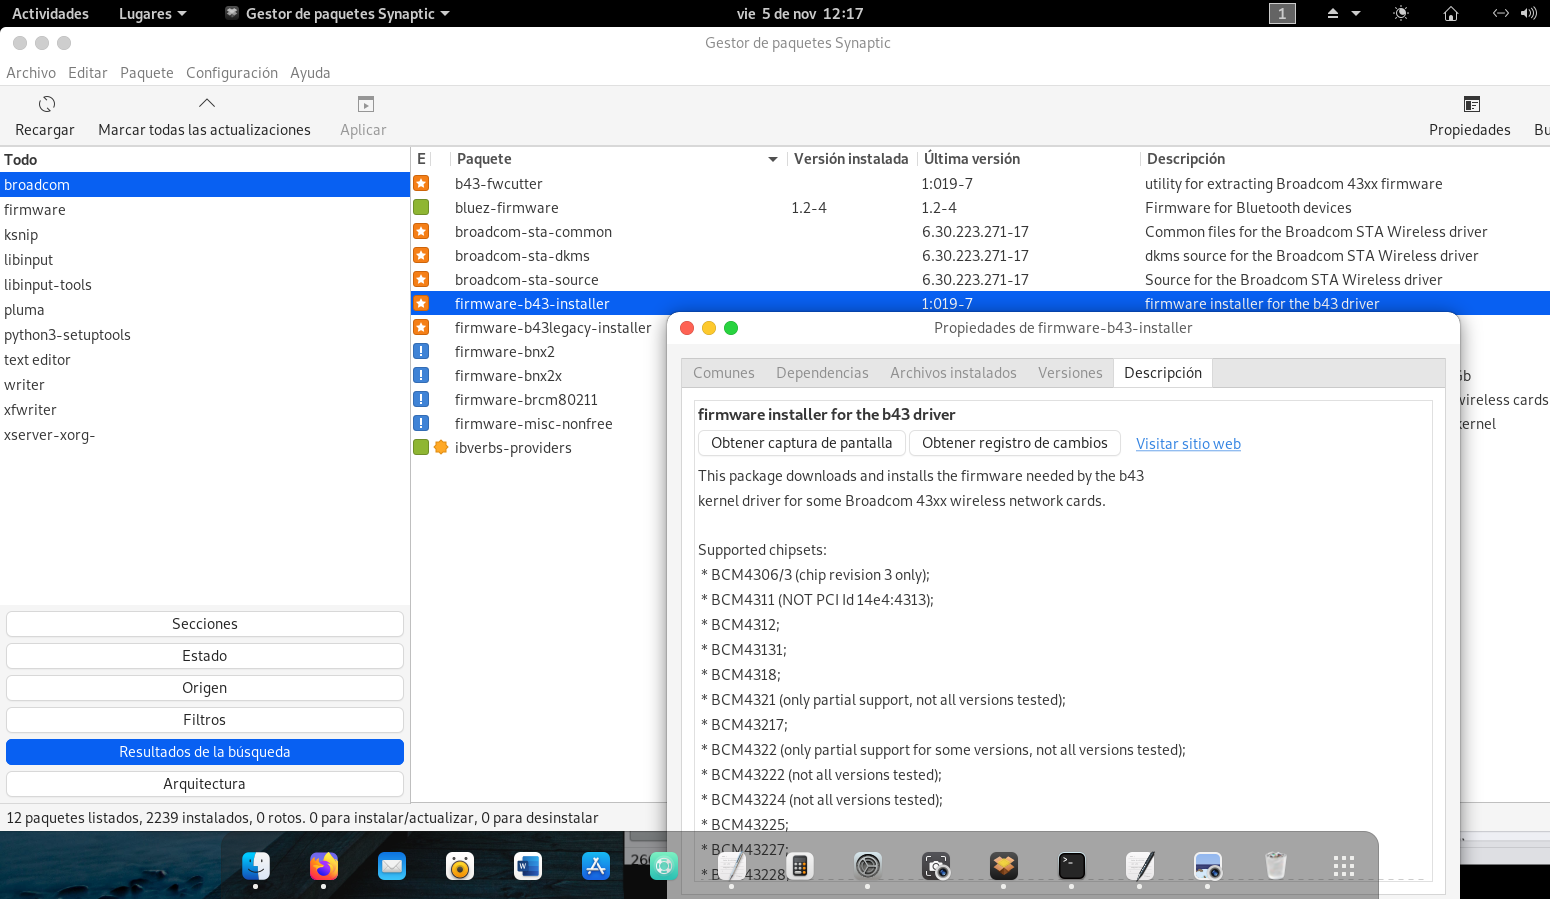 Actividades Lugares Gestor de paquetes Synaptic vie 5 de nov 12:17 1
Gestor de paquetes Synaptic
Archivo Editar Paquete Configuración Ayuda
Recargar Marcar todas las actualizaciones Aplicar Propiedades Bu
Todo
broadcom
firmware
ksnip
libinput
libinput-tools
pluma
python3-setuptools
text editor
writer
xfwriter
xserver-xorg-
Secciones
Estado
Origen
Filtros
Resultados de la búsqueda
Arquitectura
E Paquete Versión instalada Última versión Descripción
b43-fwcutter 1:019-7 utility for extracting Broadcom 43xx firmware
bluez-firmware 1.2-4 1.2-4 Firmware for Bluetooth devices
broadcom-sta-common 6.30.223.271-17 Common files for the Broadcom STA Wireless driver
broadcom-sta-dkms 6.30.223.271-17 dkms source for the Broadcom STA Wireless driver
broadcom-sta-source 6.30.223.271-17 Source for the Broadcom STA Wireless driver
firmware-b43-installer 1:019-7 firmware installer for the b43 driver
firmware-b43legacy-installer
firmware-bnx2
firmware-bnx2x
firmware-brcm80211 wireless cards
firmware-misc-nonfree kernel
ibverbs-providers
Propiedades de firmware-b43-installer
Comunes Dependencias Archivos instalados Versiones Descripción
firmware installer for the b43 driver
Obtener captura de pantalla Obtener registro de cambios Visitar sitio web
This package downloads and installs the firmware needed by the b43
kernel driver for some Broadcom 43xx wireless network cards.
Supported chipsets:
* BCM4306/3 (chip revision 3 only);
* BCM4311 (NOT PCI Id 14e4:4313);
* BCM4312;
* BCM43131;
* BCM4318;
* BCM4321 (only partial support, not all versions tested);
* BCM43217;
* BCM4322 (only partial support for some versions, not all versions tested);
* BCM43222 (not all versions tested);
* BCM43224 (not all versions tested);
* BCM43225;
* BCM43227;
* BCM43228;
12 paquetes listados, 2239 instalados, 0 rotos. 0 para instalar/actualizar, 0 para desinstalar